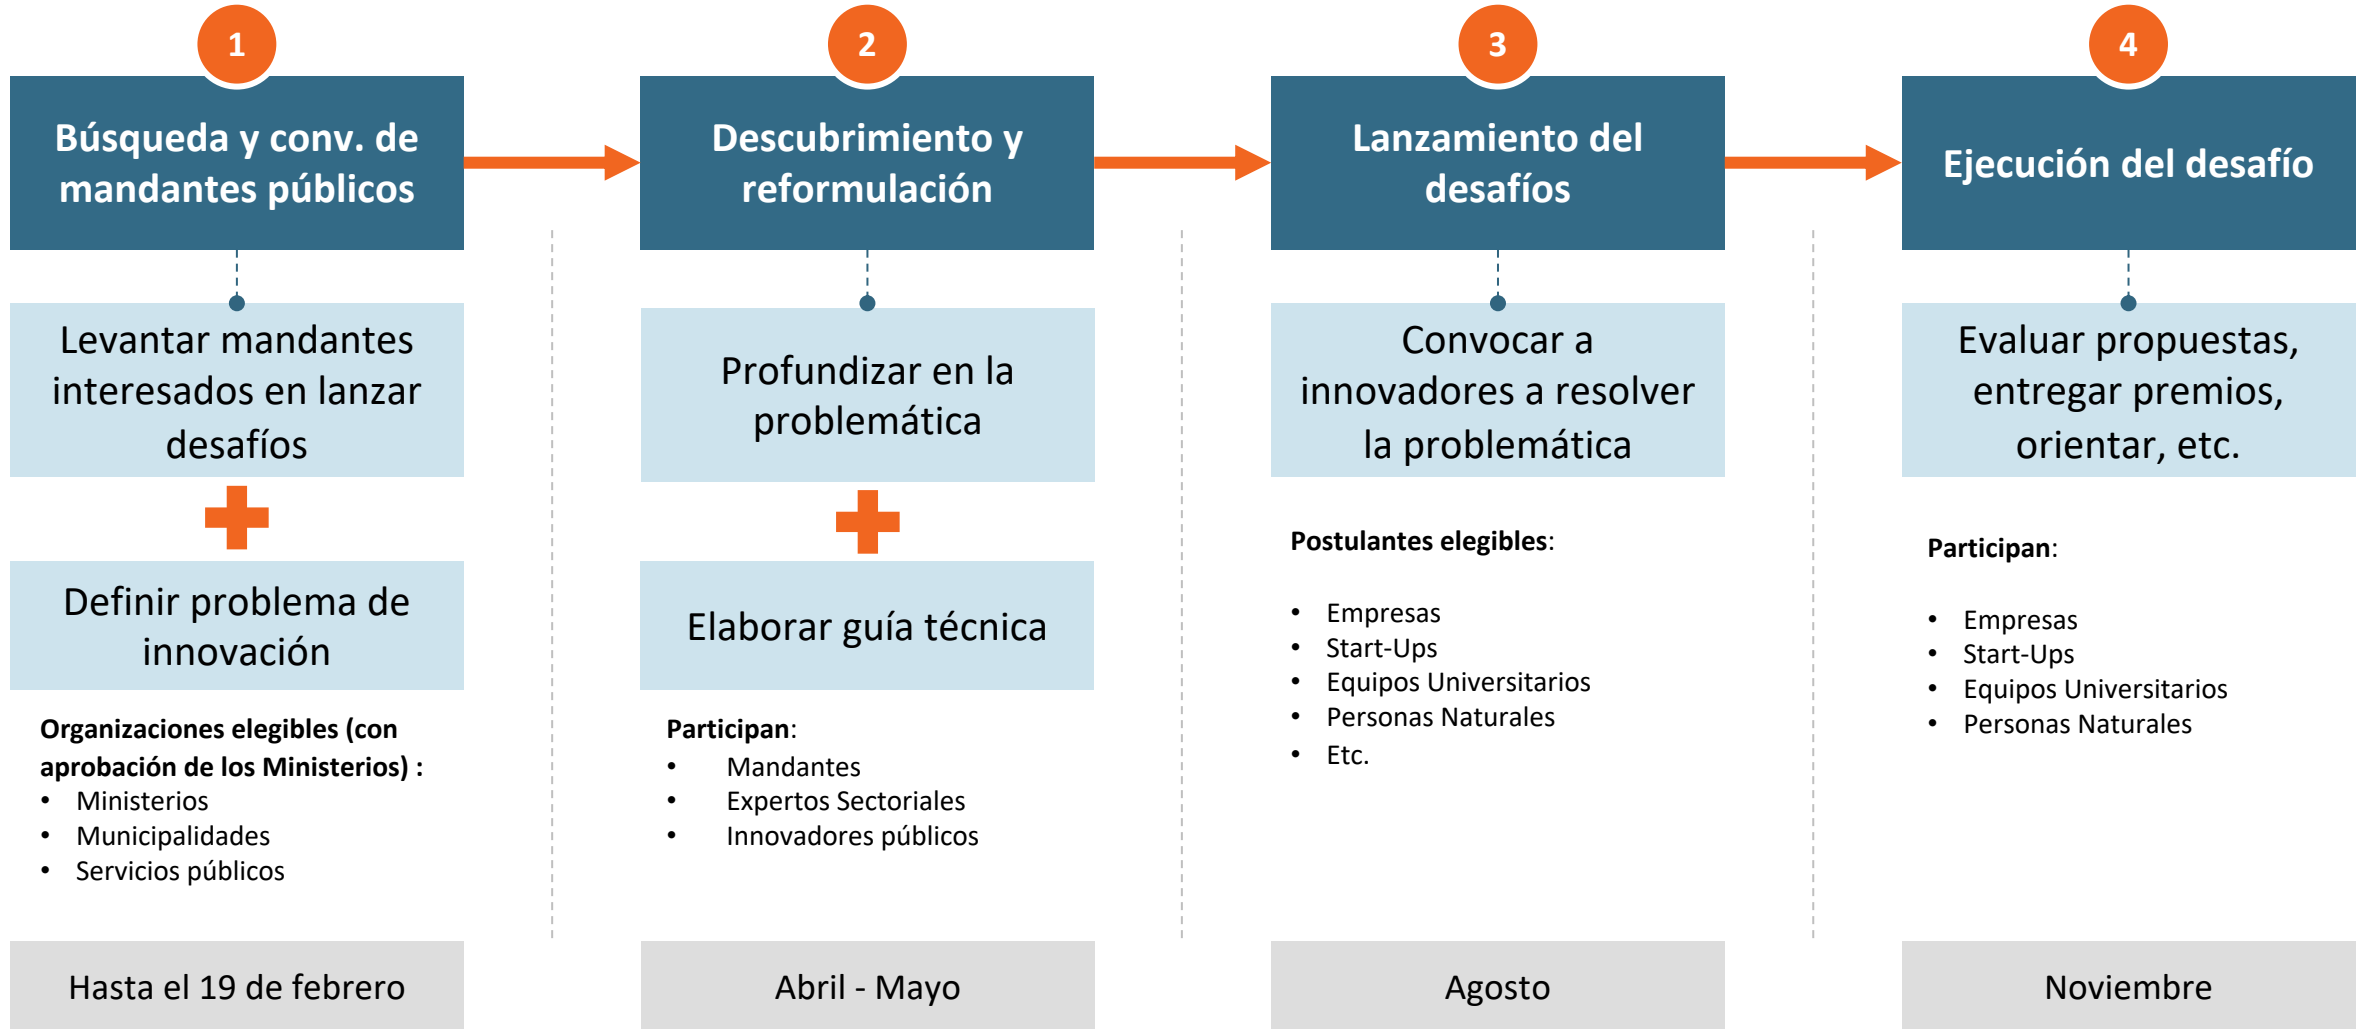 1
Búsqueda y conv. de
mandantes públicos
Levantar mandantes
interesados en lanzar
desafíos
Definir problema de
innovación
Organizaciones elegibles (con
aprobación de los Ministerios) :
• Ministerios
• Municipalidades
• Servicios públicos
Hasta el 19 de febrero
2
Descubrimiento y
reformulación
Profundizar en la
problemática
Elaborar guía técnica
Participan:
• Mandantes
• Expertos Sectoriales
• Innovadores públicos
Abril - Mayo
3
Lanzamiento del
desafíos
Convocar a
innovadores a resolver
la problemática
Postulantes elegibles:
• Empresas
• Start-Ups
• Equipos Universitarios
• Personas Naturales
• Etc.
Agosto
4
Ejecución del desafío
Evaluar propuestas,
entregar premios,
orientar, etc.
Participan:
• Empresas
• Start-Ups
• Equipos Universitarios
• Personas Naturales
Noviembre